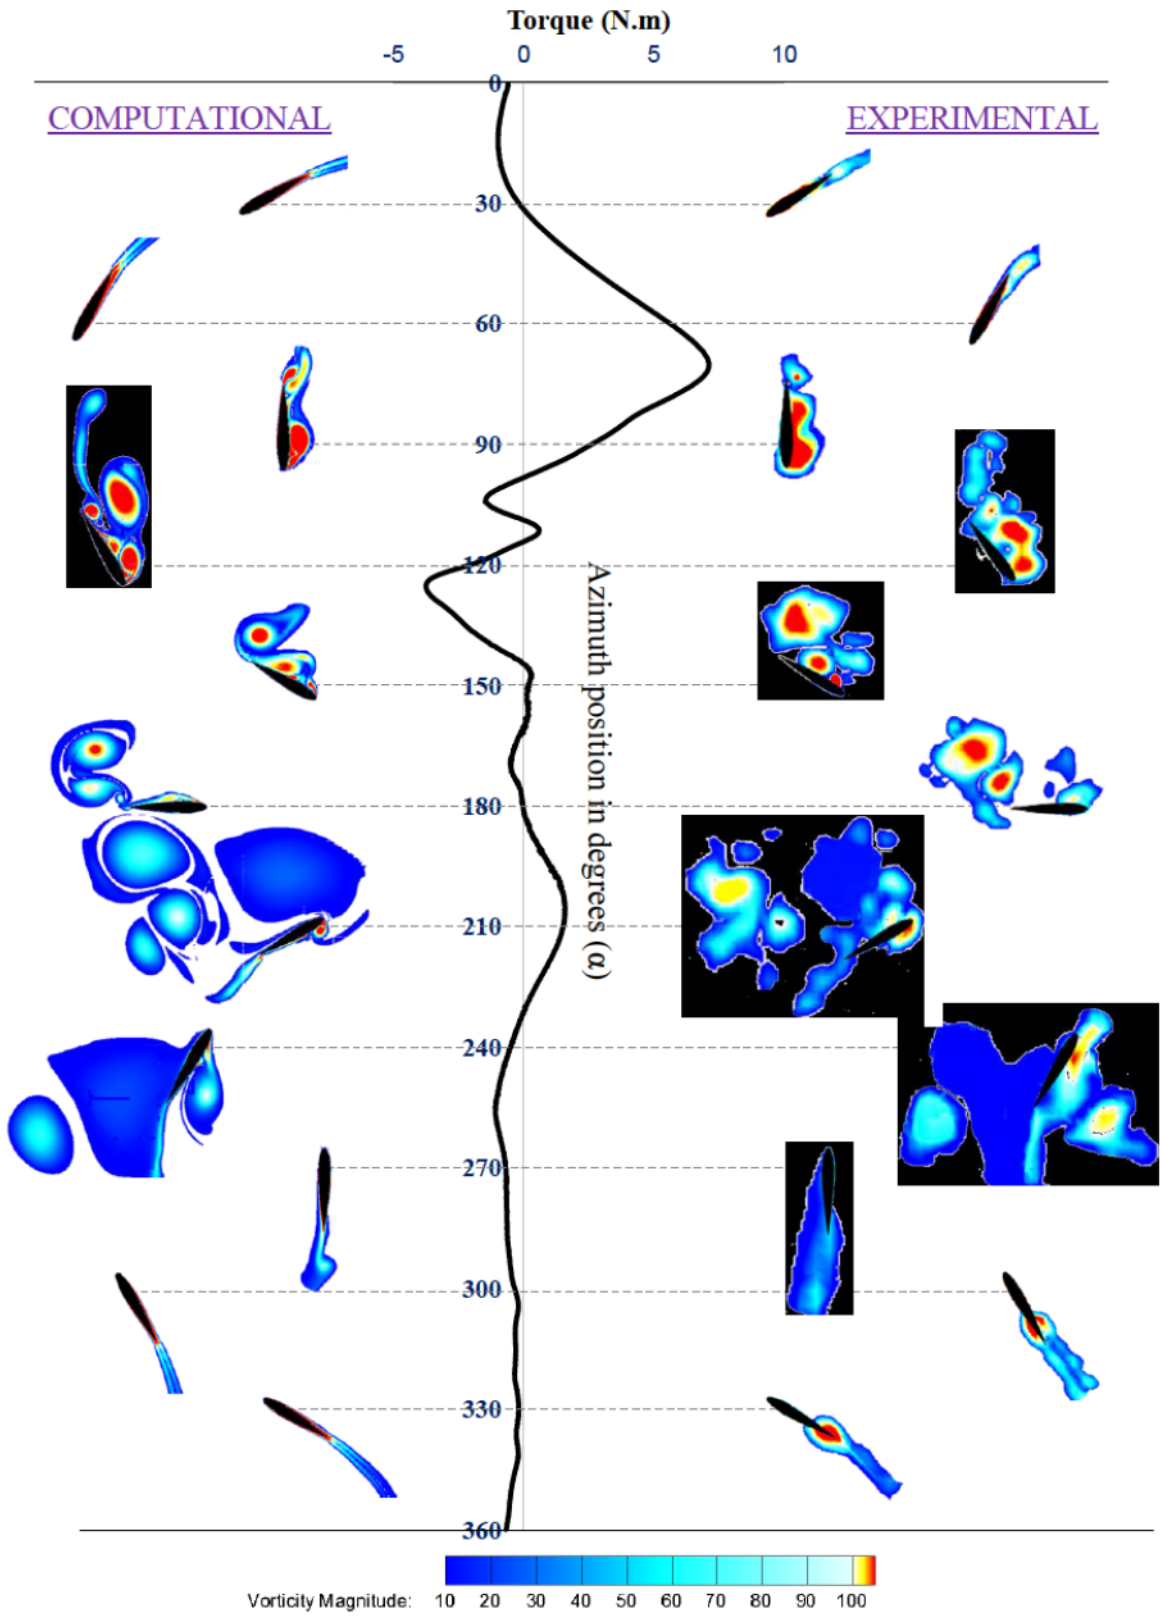 Torque (N.m)
-5 0 5 10
0
COMPUTATIONAL EXPERIMENTAL
30
60
90
120
Azimuth position in degrees (α)
150
180
210
240
270
300
330
360
Vorticity Magnitude: 10 20 30 40 50 60 70 80 90 100